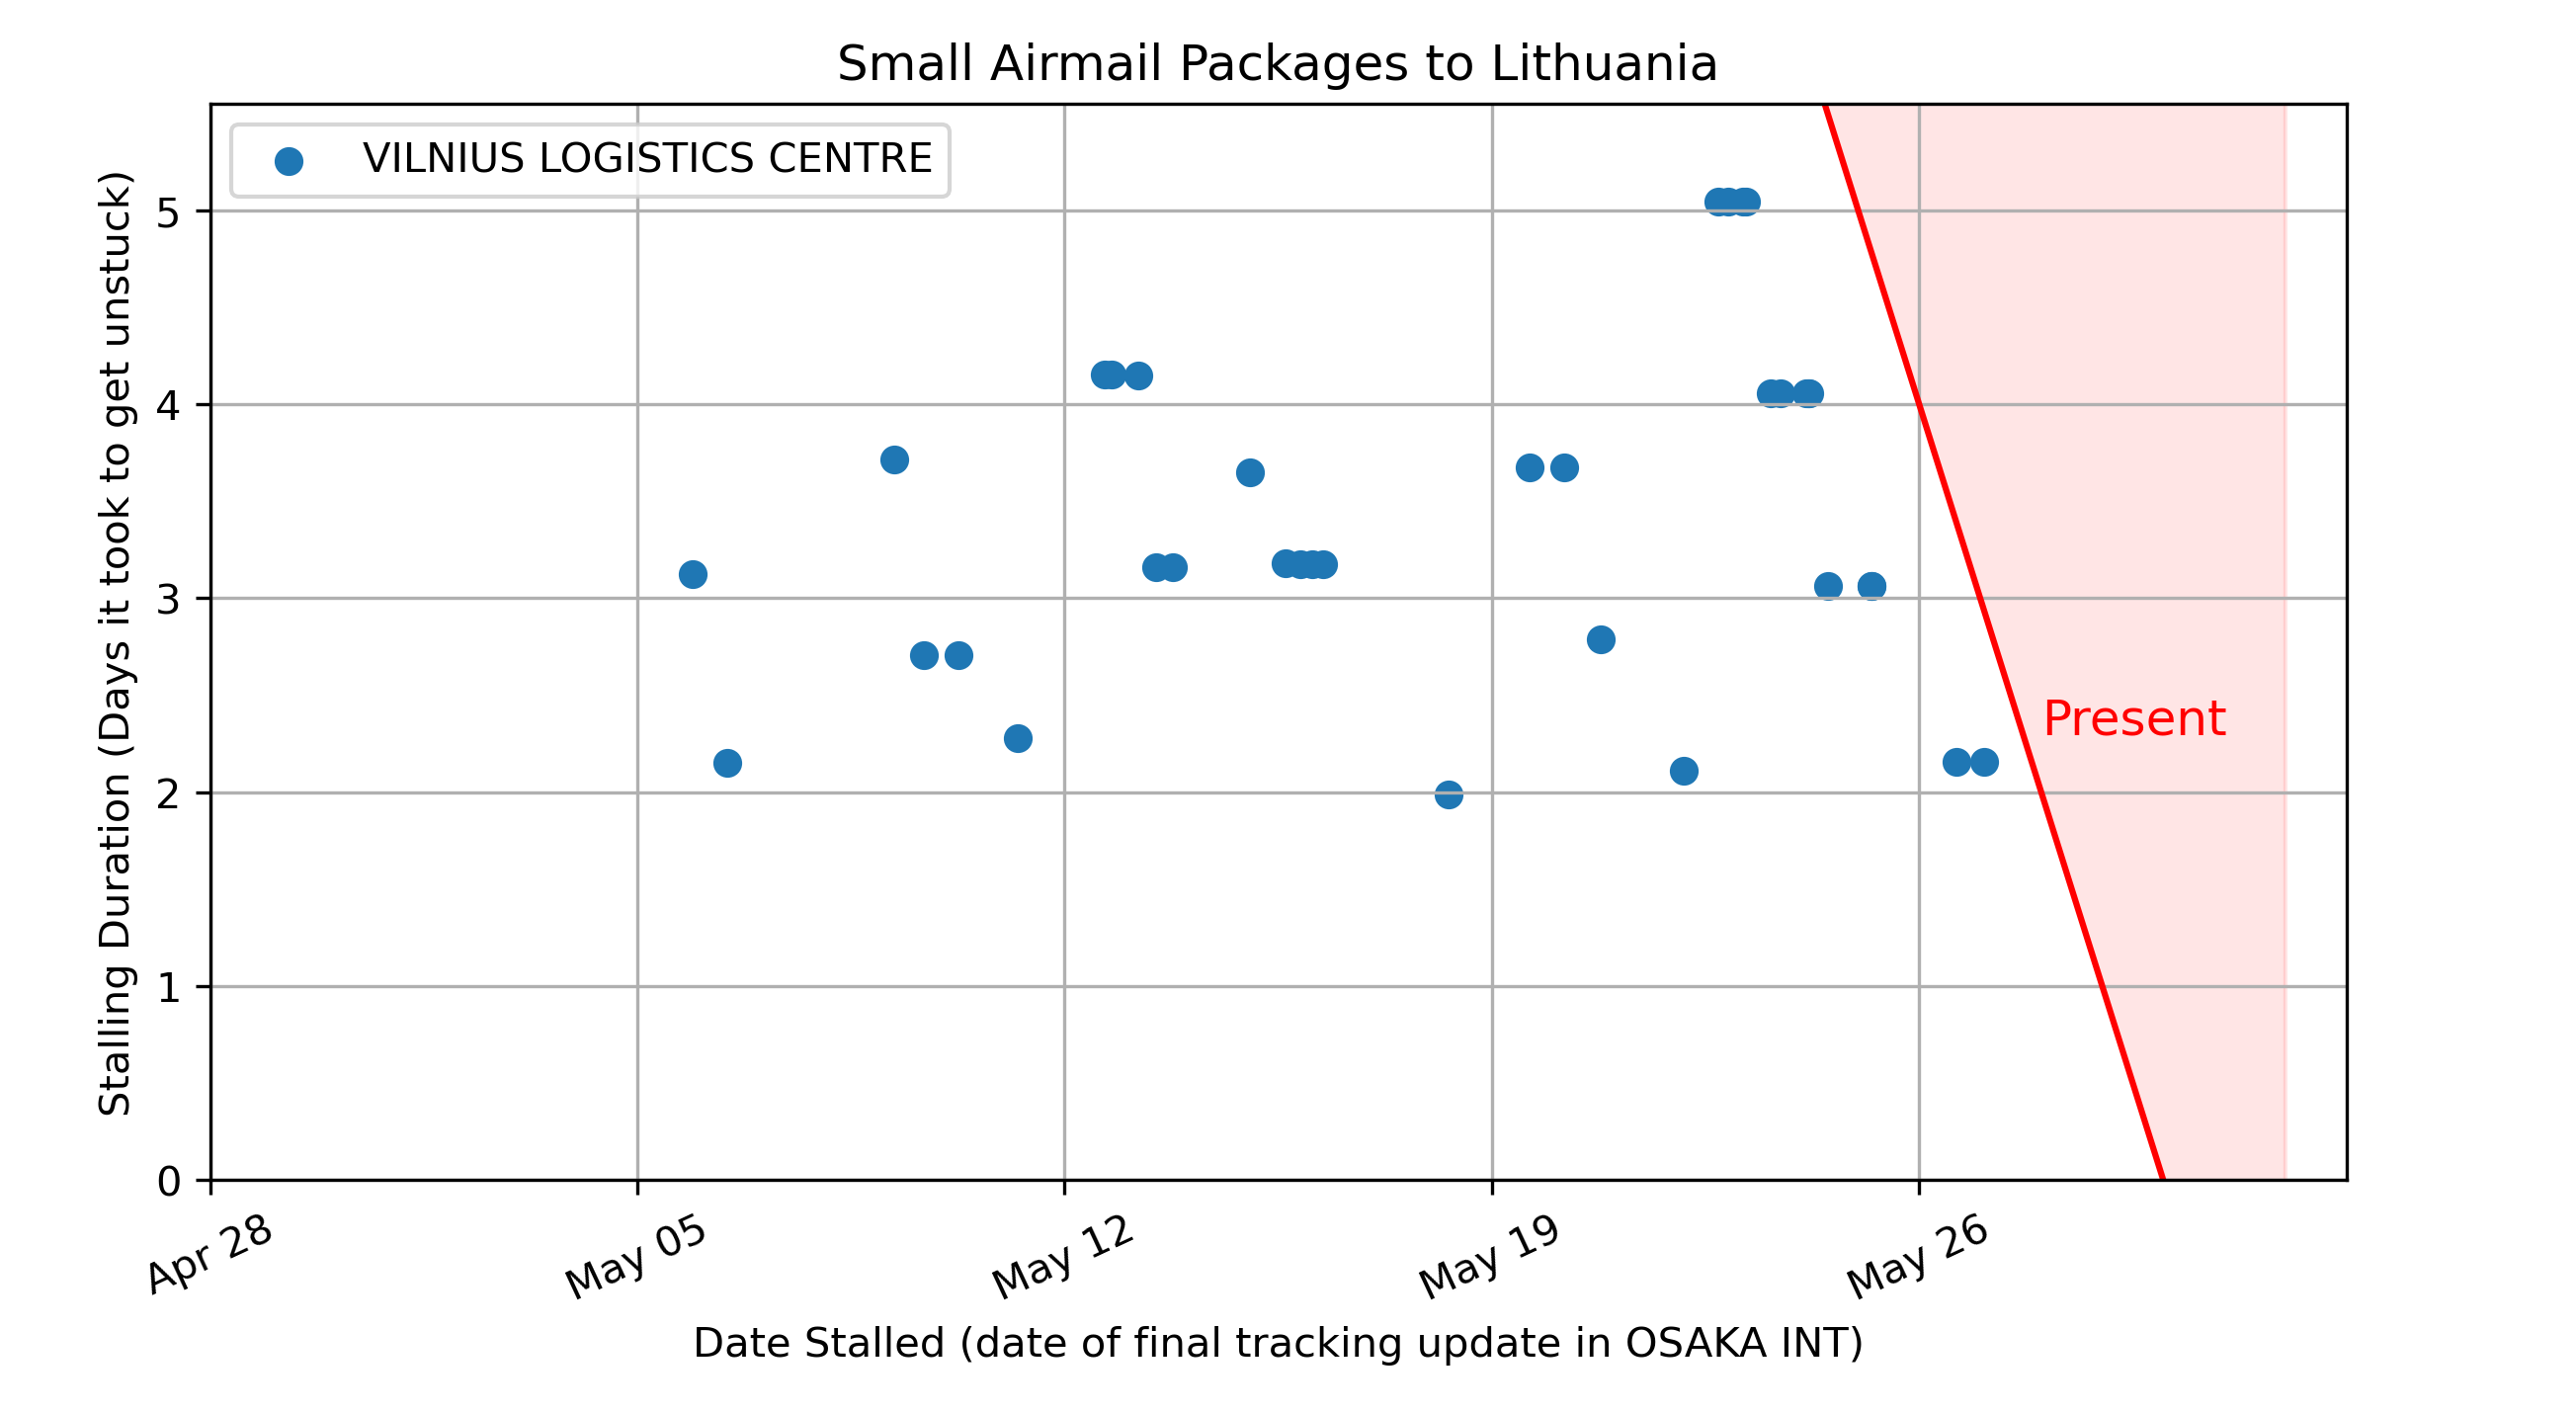 Small Airmail Packages to Lithuania
VILNIUS LOGISTICS CENTRE
Stalling Duration (Days it took to get unstuck)
5
4
3
2
1
0
Present
Apr 28
May 05
May 12
May 19
May 26
Date Stalled (date of final tracking update in OSAKA INT)